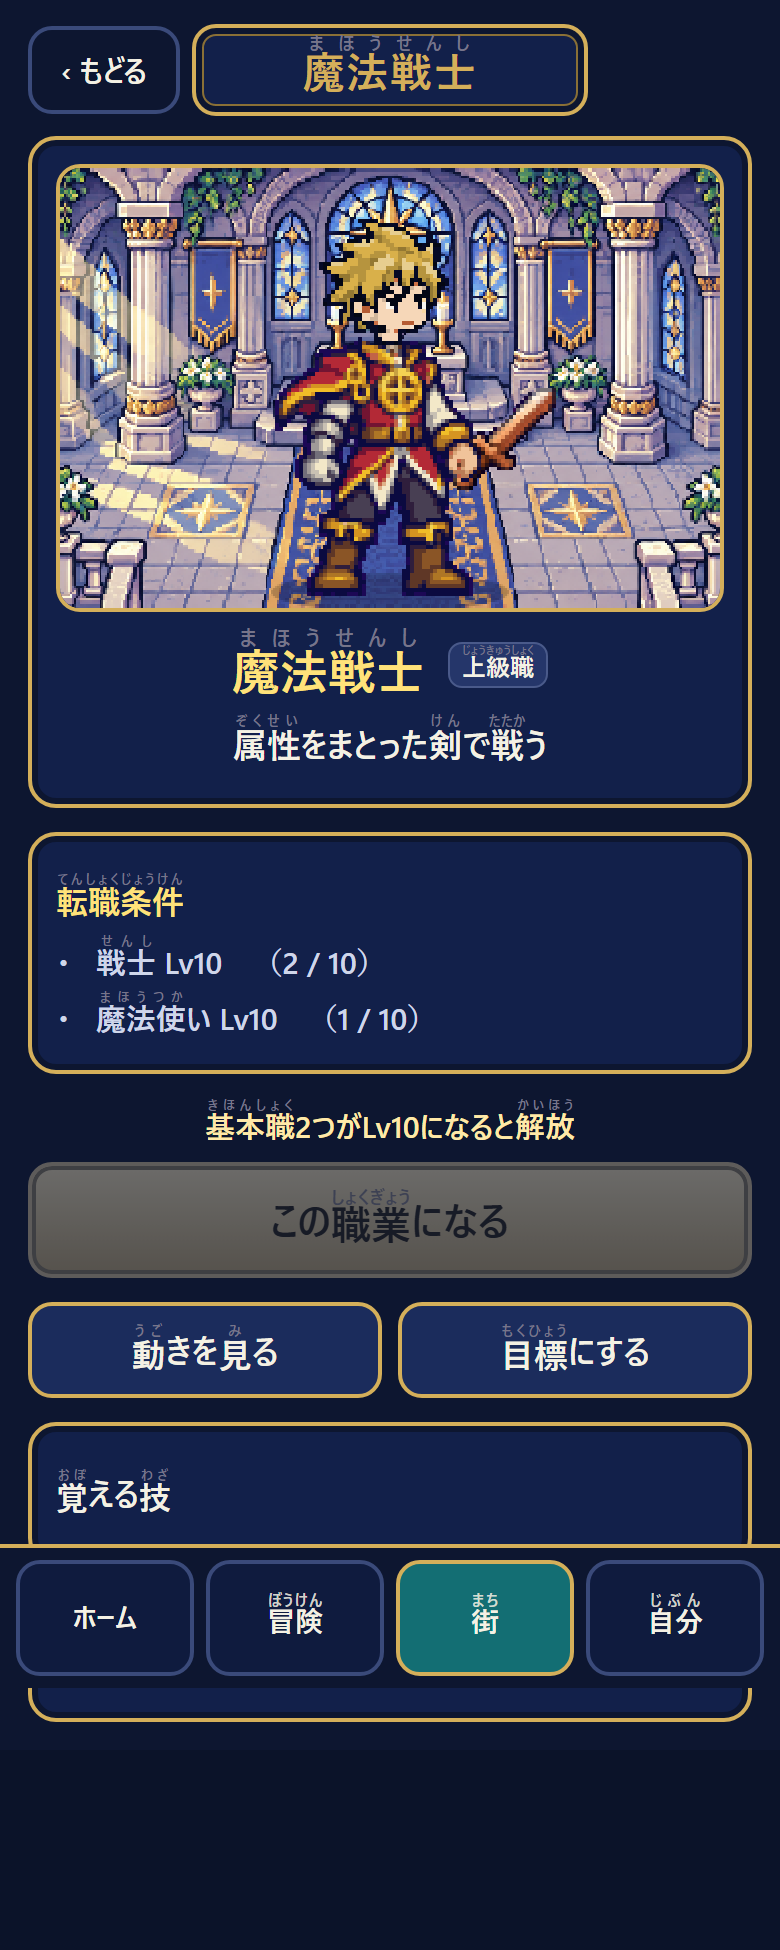 ‹ もどる
まほうせんし
魔法戦士
まほうせんし
魔法戦士
じょうきゅうしょく
上級職
ぞくせい けん たたか
属性をまとった剣で戦う
てんしょくじょうけん
転職条件
せんし
・ 戦士 Lv10 （2 / 10）
まほうつか
・ 魔法使い Lv10 （1 / 10）
きほんしょく かいほう
基本職2つがLv10になると解放
しょくぎょう
この職業になる
うご み
動きを見る
もくひょう
目標にする
おぼ わざ
覚える技
ホーム
ぼうけん
冒険
まち
街
じぶん
自分